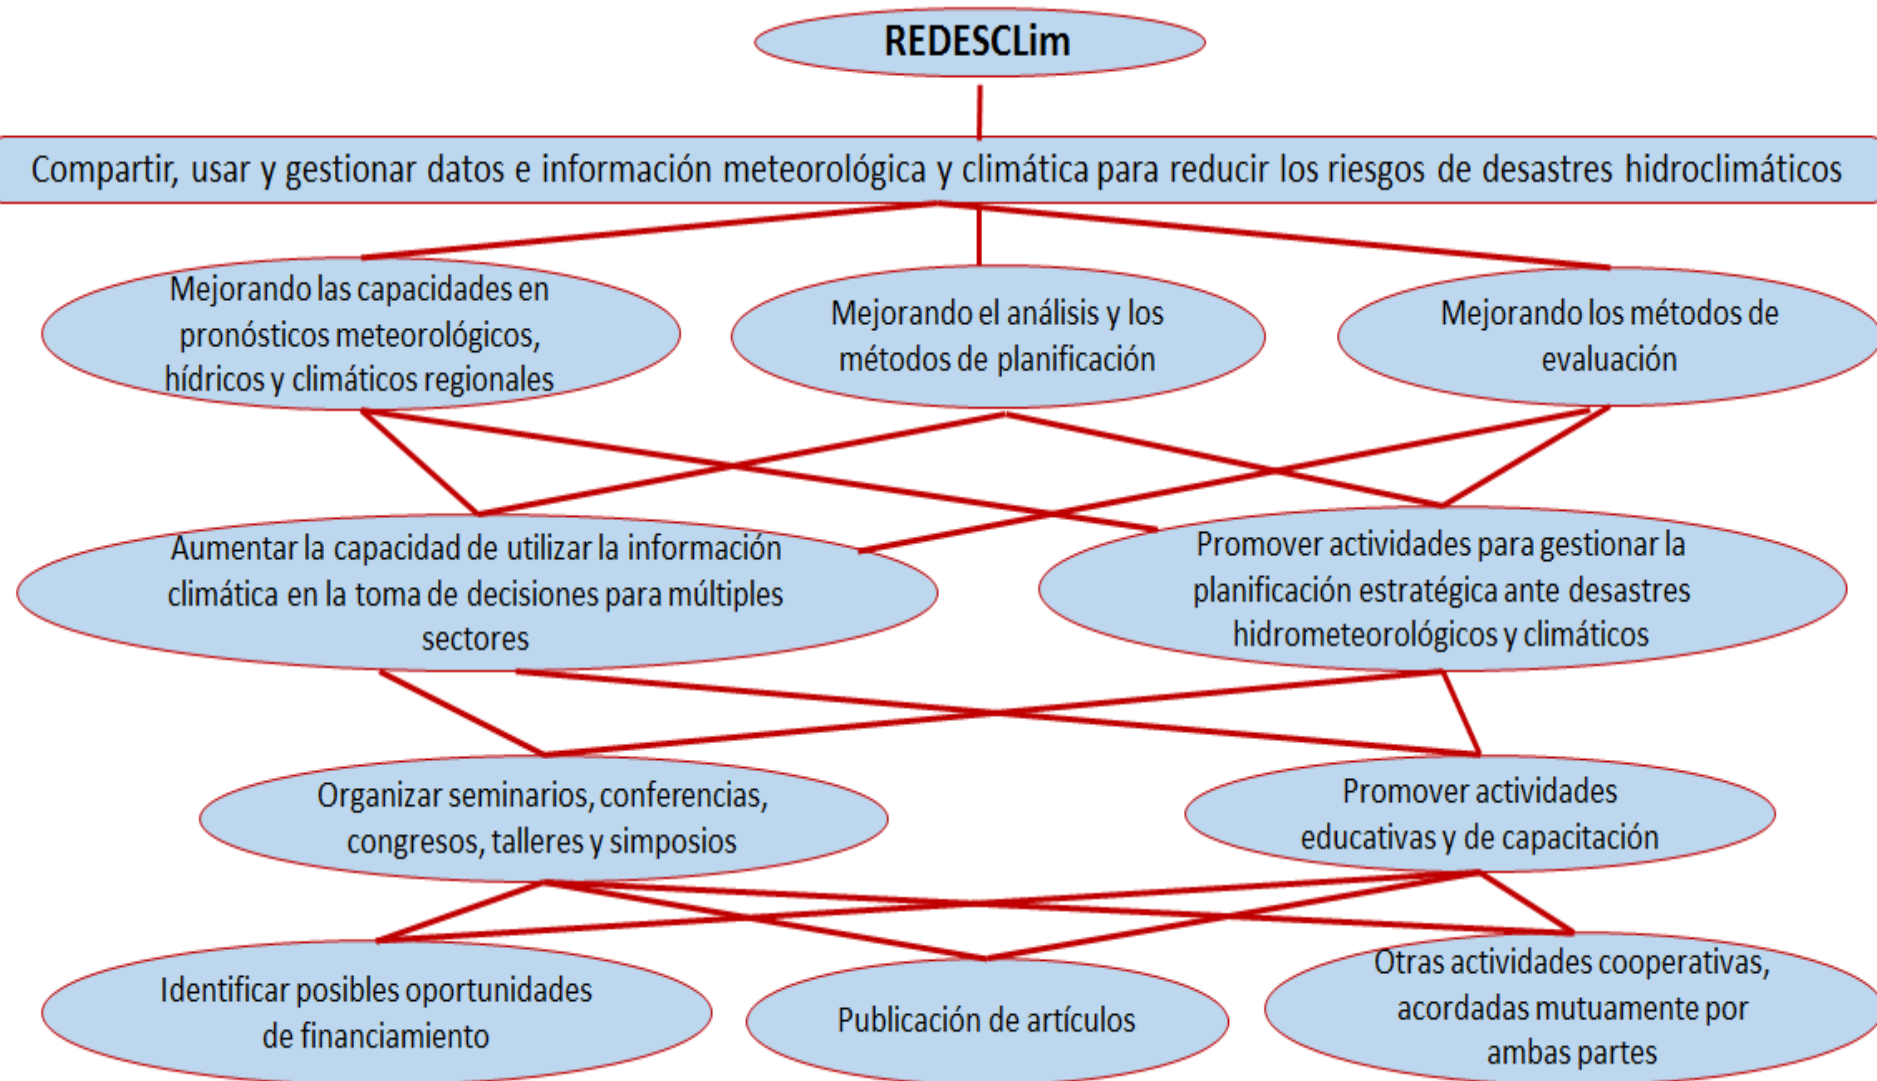 REDESCLim
Compartir, usar y gestionar datos e información meteorológica y climática para reducir los riesgos de desastres hidroclimáticos
Mejorando las capacidades en
pronósticos meteorológicos,
hídricos y climáticos regionales
Mejorando el análisis y los
métodos de planificación
Mejorando los métodos de
evaluación
Aumentar la capacidad de utilizar la información
climática en la toma de decisiones para múltiples
sectores
Promover actividades para gestionar la
planificación estratégica ante desastres
hidrometeorológicos y climáticos
Organizar seminarios, conferencias,
congresos, talleres y simposios
Promover actividades
educativas y de capacitación
Identificar posibles oportunidades
de financiamiento
Publicación de artículos
Otras actividades cooperativas,
acordadas mutuamente por
ambas partes